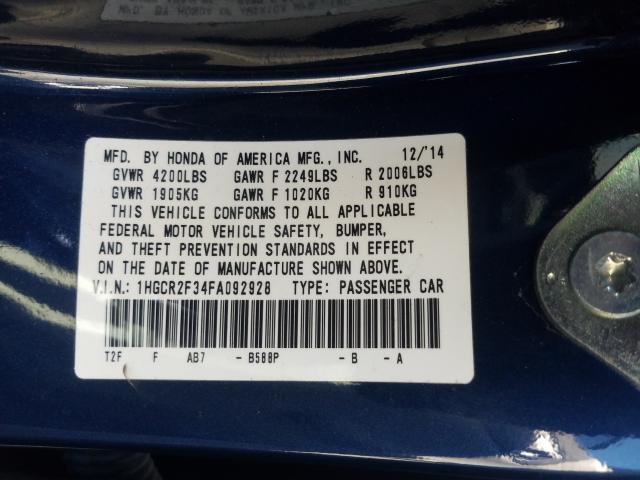 MFD. BY HONDA OF AMERICA MFG., INC. 12/'14
GVWR 4200LBS GAWR F 2249LBS R 2006LBS
GVWR 1905KG GAWR F 1020KG R 910KG
THIS VEHICLE CONFORMS TO ALL APPLICABLE
FEDERAL MOTOR VEHICLE SAFETY, BUMPER,
AND THEFT PREVENTION STANDARDS IN EFFECT
ON THE DATE OF MANUFACTURE SHOWN ABOVE.
V.I.N.: 1HGCR2F34FA092928 TYPE: PASSENGER CAR
T2F F AB7 - B588P - B - A